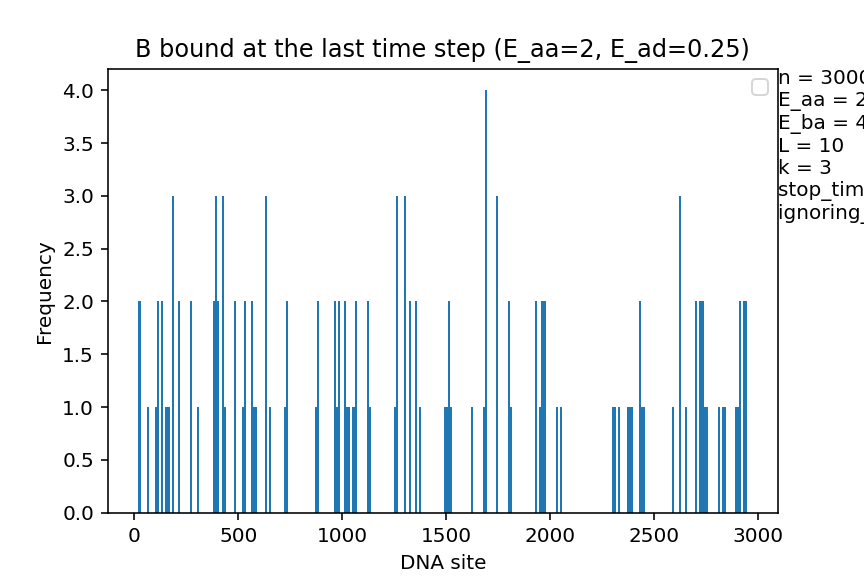 B bound at the last time step (E_aa=2, E_ad=0.25)
n = 3000
E_aa = 2
E_ba = 4
L = 10
k = 3
stop_tim
ignoring_
4.0
3.5
3.0
2.5
2.0
1.5
1.0
0.5
0.0
Frequency
0 500 1000 1500 2000 2500 3000
DNA site